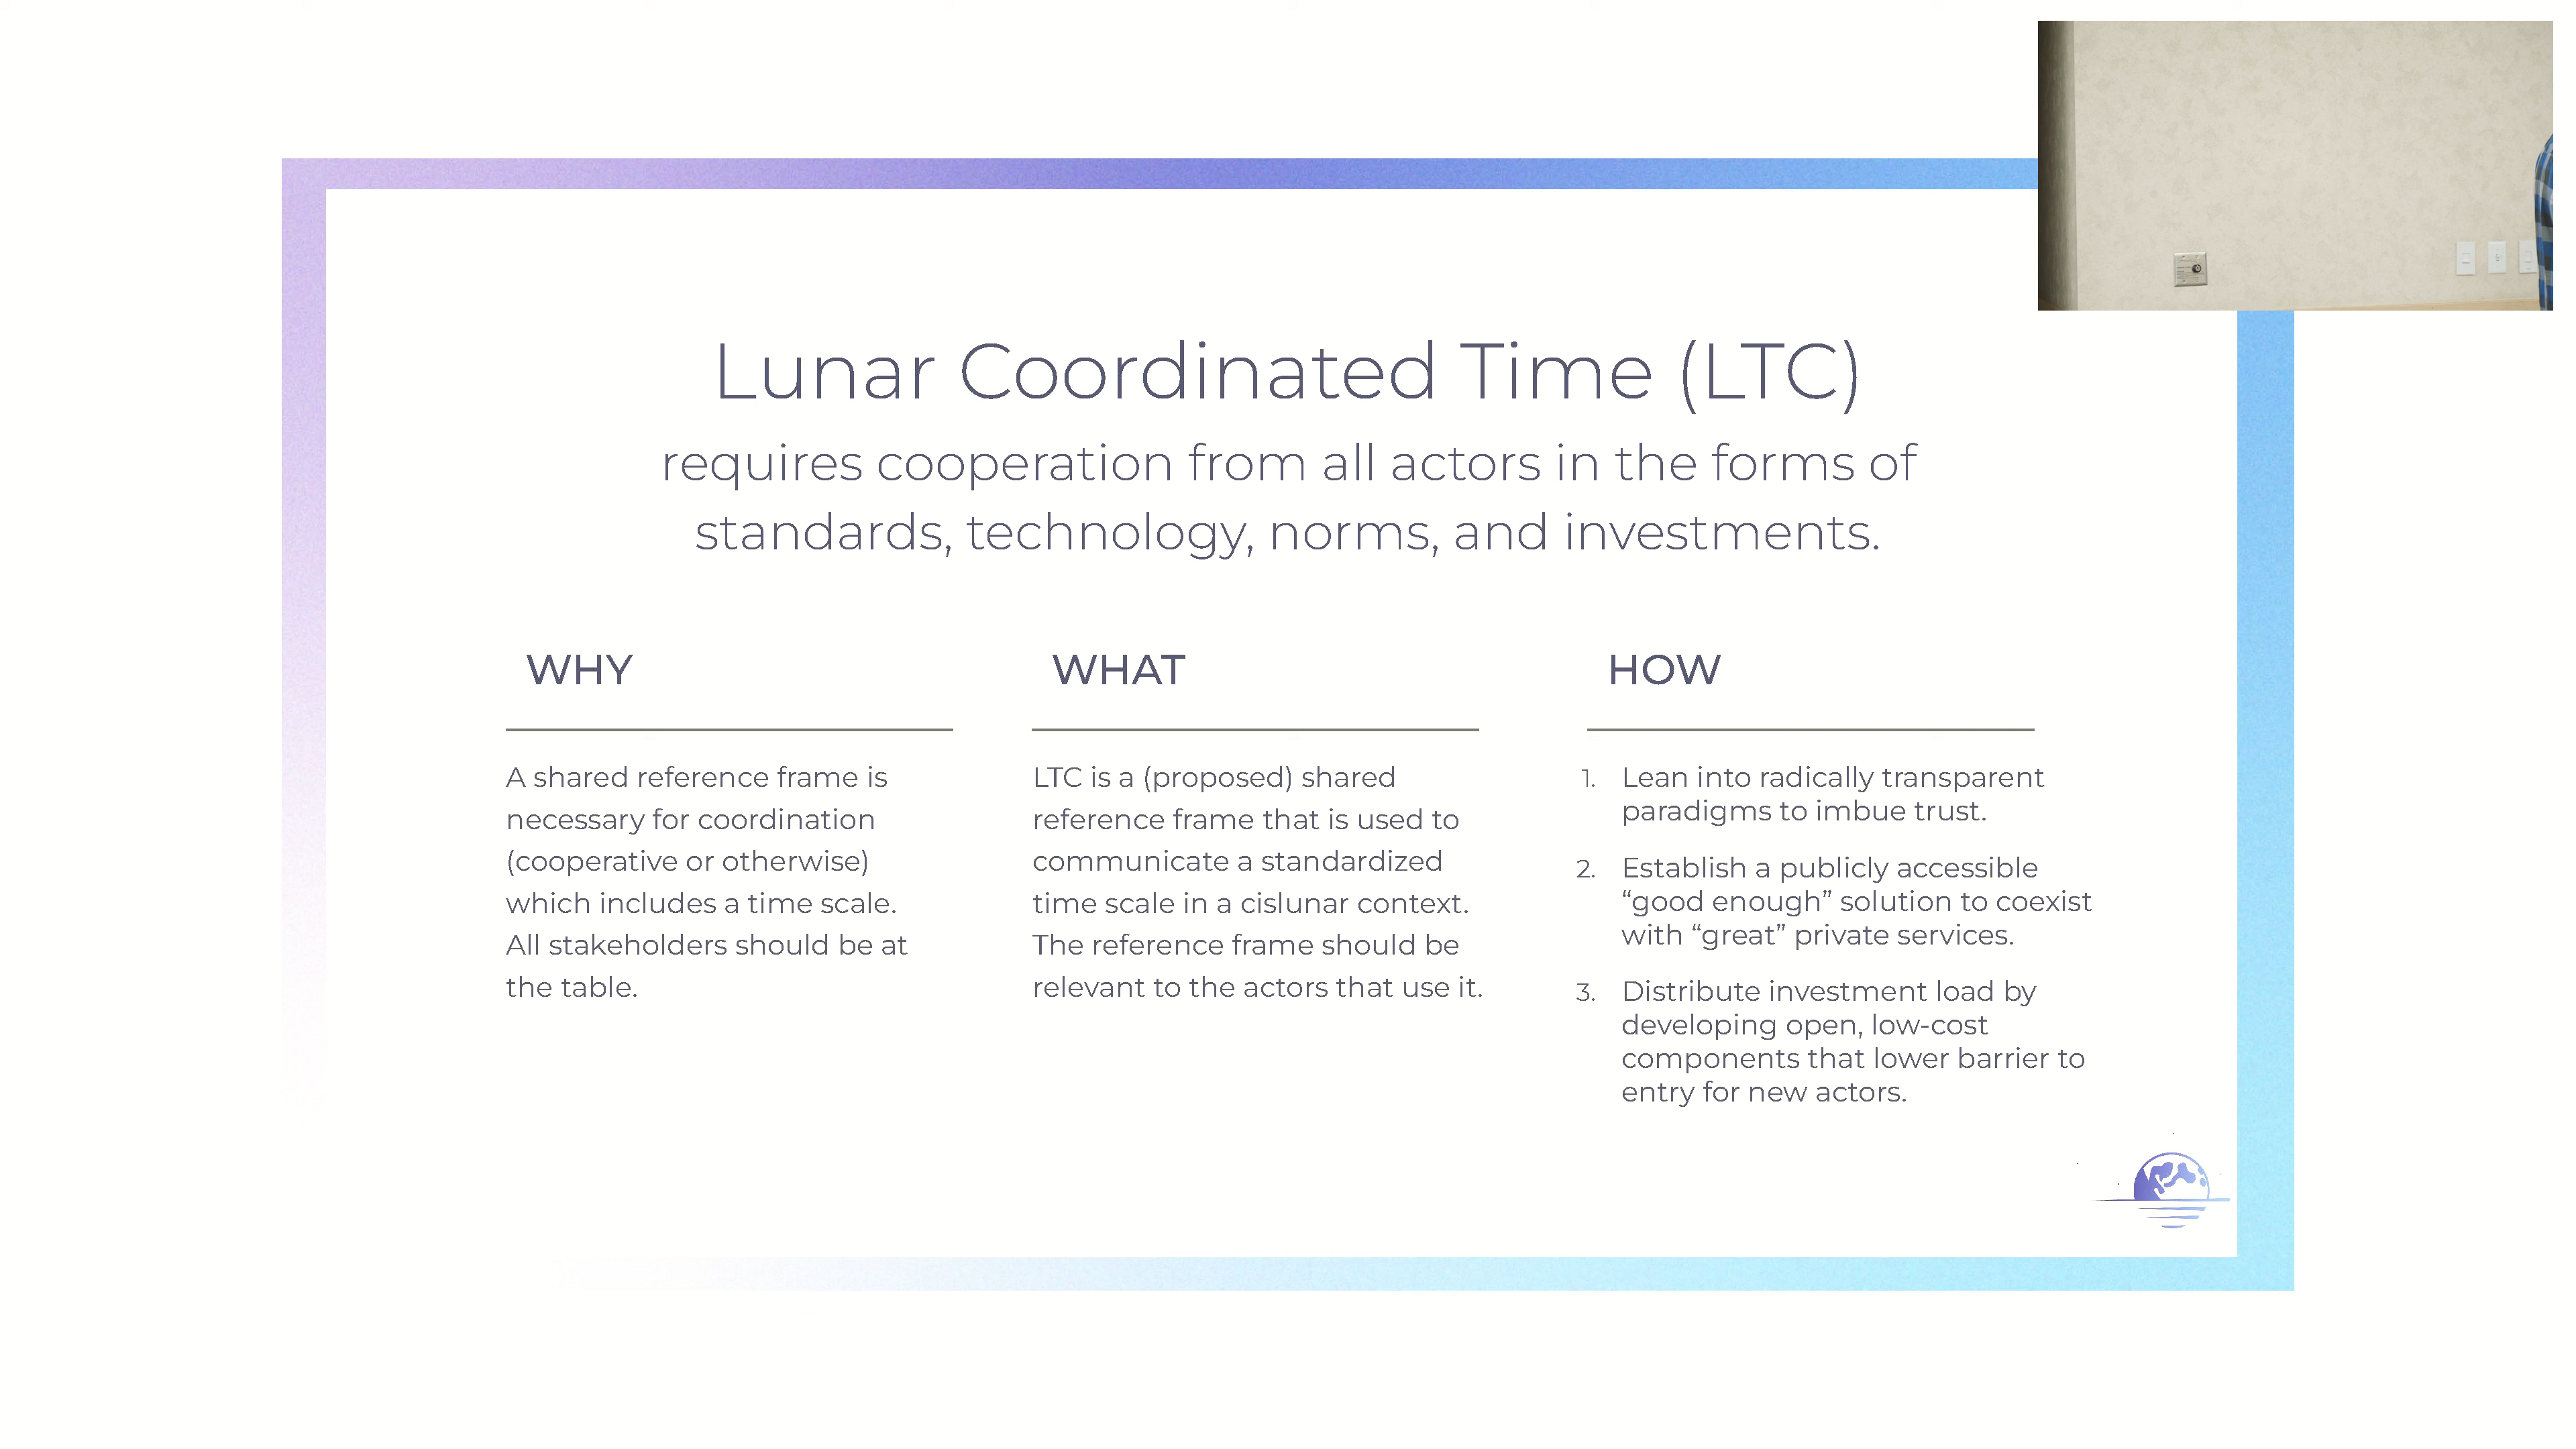 Lunar Coordinated Time (LTC)
requires cooperation from all actors in the forms of
standards, technology, norms, and investments.
WHY
A shared reference frame is
necessary for coordination
(cooperative or otherwise)
which includes a time scale.
All stakeholders should be at
the table.
WHAT
LTC is a (proposed) shared
reference frame that is used to
communicate a standardized
time scale in a cislunar context.
The reference frame should be
relevant to the actors that use it.
HOW
1. Lean into radically transparent
paradigms to imbue trust.
2. Establish a publicly accessible
“good enough” solution to coexist
with “great” private services.
3. Distribute investment load by
developing open, low-cost
components that lower barrier to
entry for new actors.